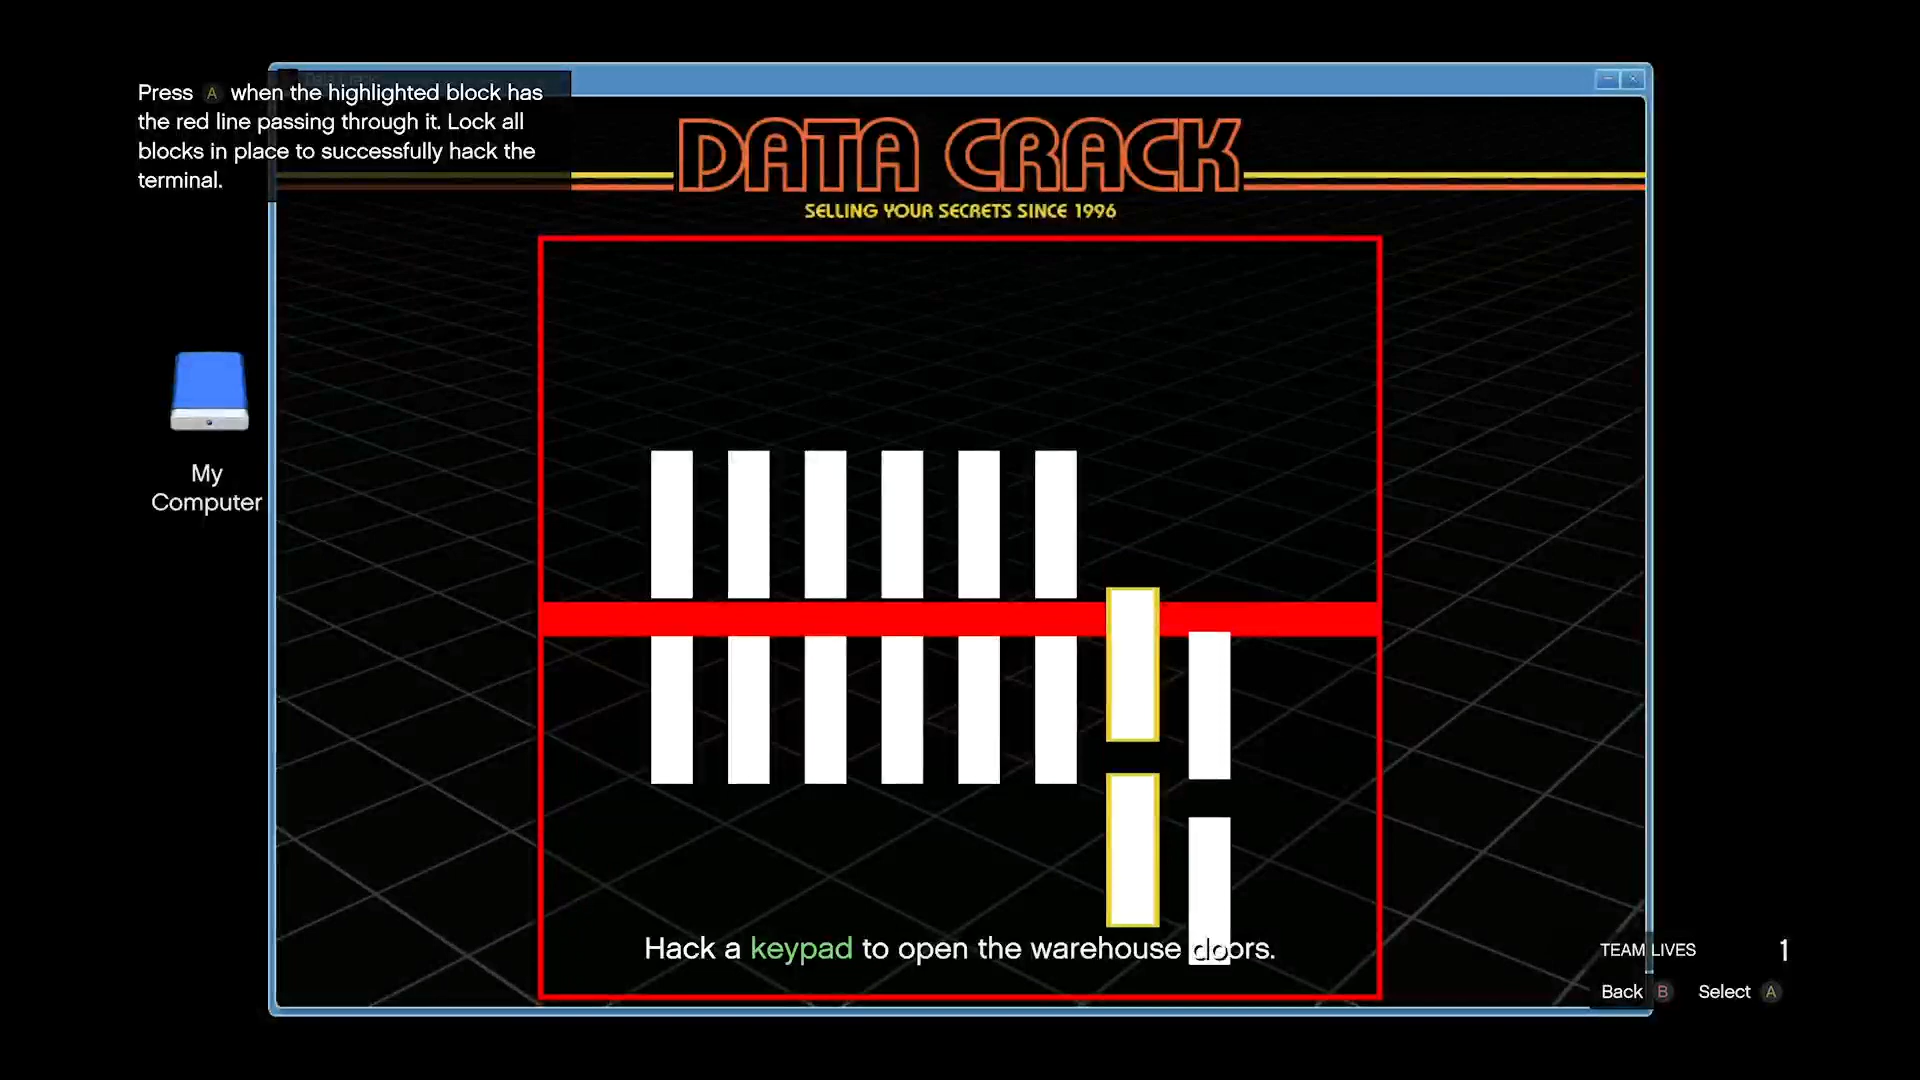 Press A when the highlighted block has
the red line passing through it. Lock all
blocks in place to successfully hack the
terminal.
DATA CRACK
SELLING YOUR SECRETS SINCE 1996
My
Computer
Hack a keypad to open the warehouse doors.
TEAM LIVES 1
Back B Select A